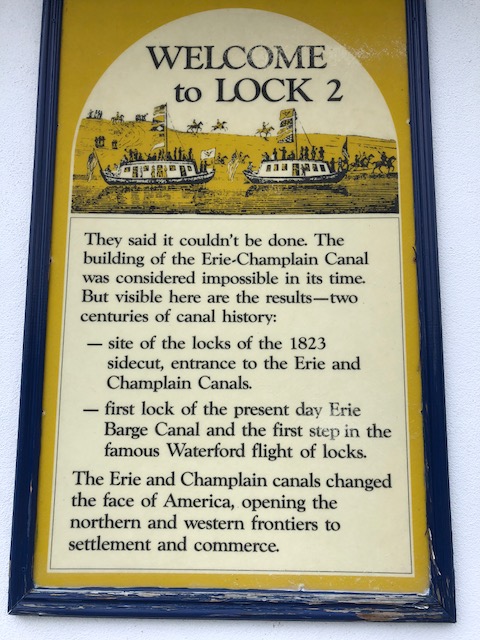 WELCOME
to LOCK 2
They said it couldn't be done. The
building of the Erie-Champlain Canal
was considered impossible in its time.
But visible here are the results—two
centuries of canal history:
— site of the locks of the 1823
sidecut, entrance to the Erie and
Champlain Canals.
— first lock of the present day Erie
Barge Canal and the first step in the
famous Waterford flight of locks.
The Erie and Champlain canals changed
the face of America, opening the
northern and western frontiers to
settlement and commerce.